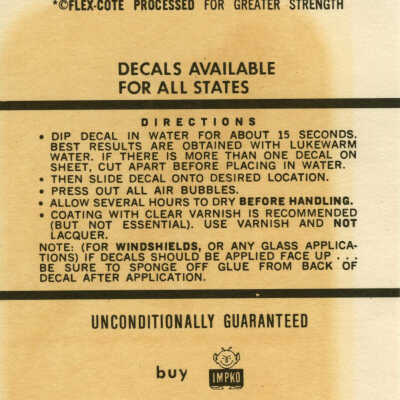 *©FLEX-COTE PROCESSED FOR GREATER STRENGTH
DECALS AVAILABLE
FOR ALL STATES
DIRECTIONS
• DIP DECAL IN WATER FOR ABOUT 15 SECONDS.
BEST RESULTS ARE OBTAINED WITH LUKEWARM
WATER. IF THERE IS MORE THAN ONE DECAL ON
SHEET, CUT APART BEFORE PLACING IN WATER.
• THEN SLIDE DECAL ONTO DESIRED LOCATION.
• PRESS OUT ALL AIR BUBBLES.
• ALLOW SEVERAL HOURS TO DRY BEFORE HANDLING.
• COATING WITH CLEAR VARNISH IS RECOMMENDED
(BUT NOT ESSENTIAL). USE VARNISH AND NOT
LACQUER.
NOTE: (FOR WINDSHIELDS, OR ANY GLASS APPLICA-
TIONS) IF DECALS SHOULD BE APPLIED FACE UP . . .
BE SURE TO SPONGE OFF GLUE FROM BACK OF
DECAL AFTER APPLICATION.
UNCONDITIONALLY GUARANTEED
buy IMPKO